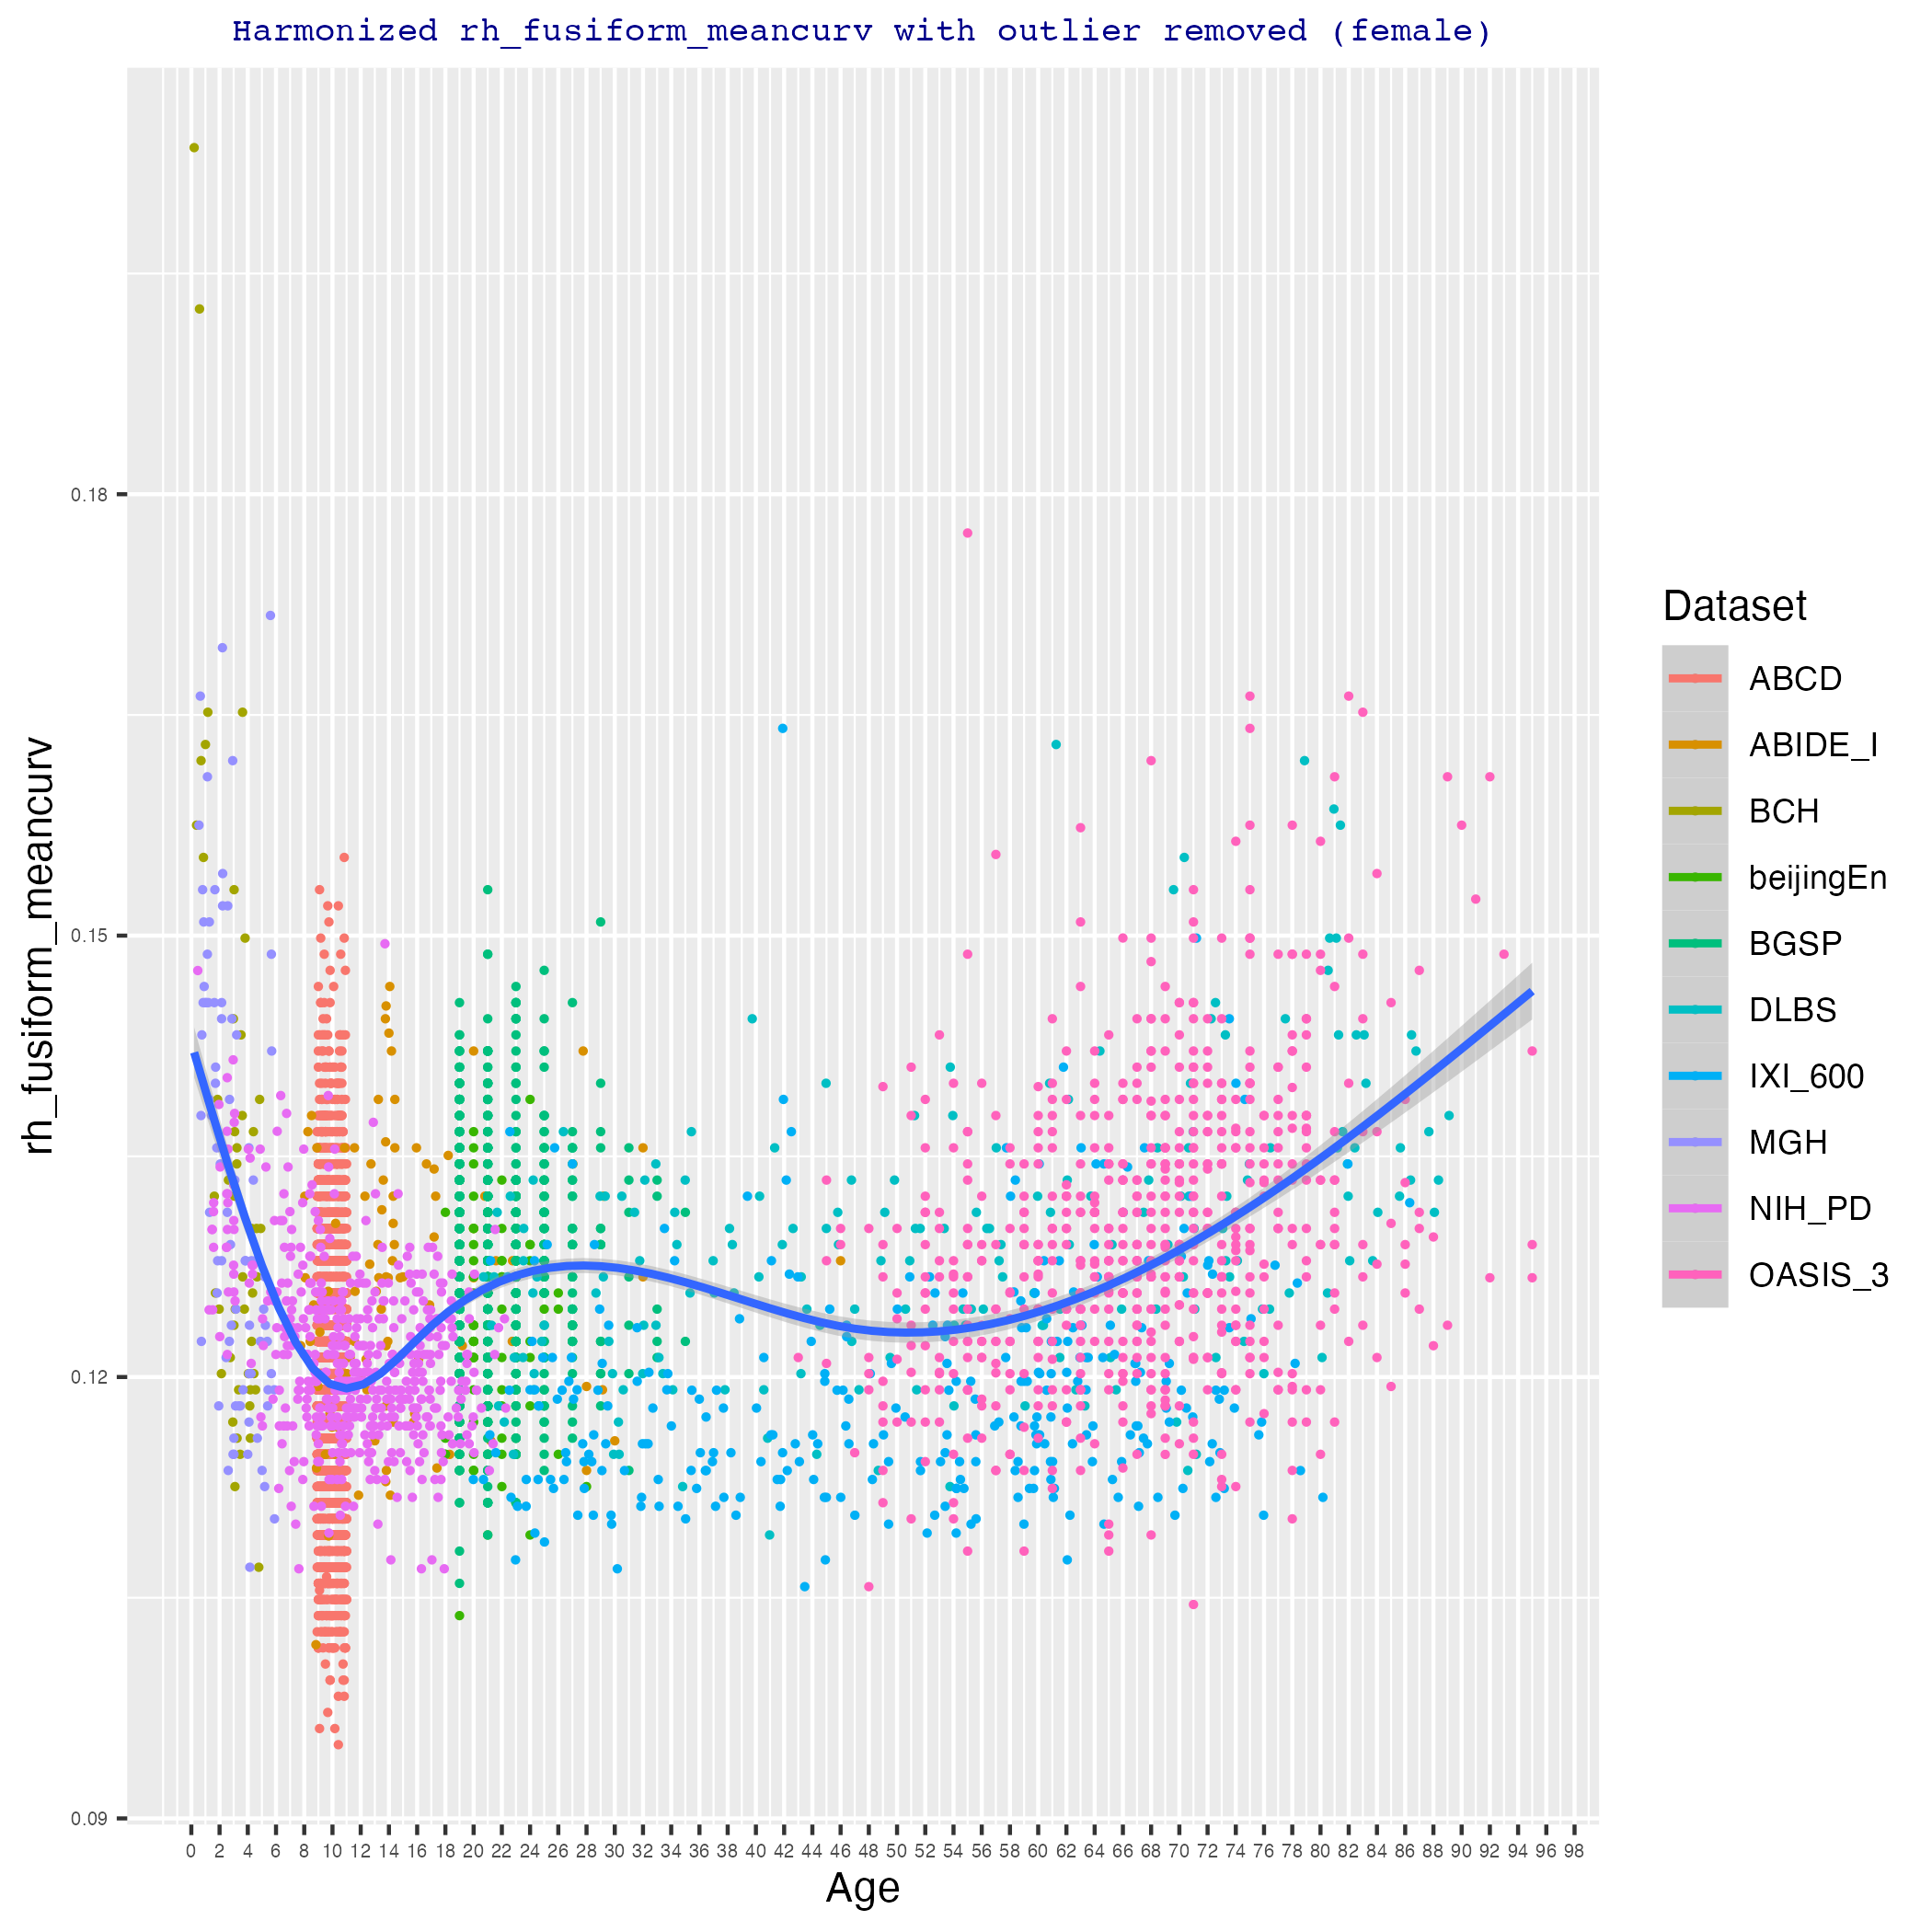 Harmonized rh_fusiform_meancurv with outlier removed (female)
rh_fusiform_meancurv
0.18
0.15
0.12
0.09
0 2 4 6 8 10 12 14 16 18 20 22 24 26 28 30 32 34 36 38 40 42 44 46 48 50 52 54 56 58 60 62 64 66 68 70 72 74 76 78 80 82 84 86 88 90 92 94 96 98
Age
Dataset
ABCD
ABIDE_I
BCH
beijingEn
BGSP
DLBS
IXI_600
MGH
NIH_PD
OASIS_3